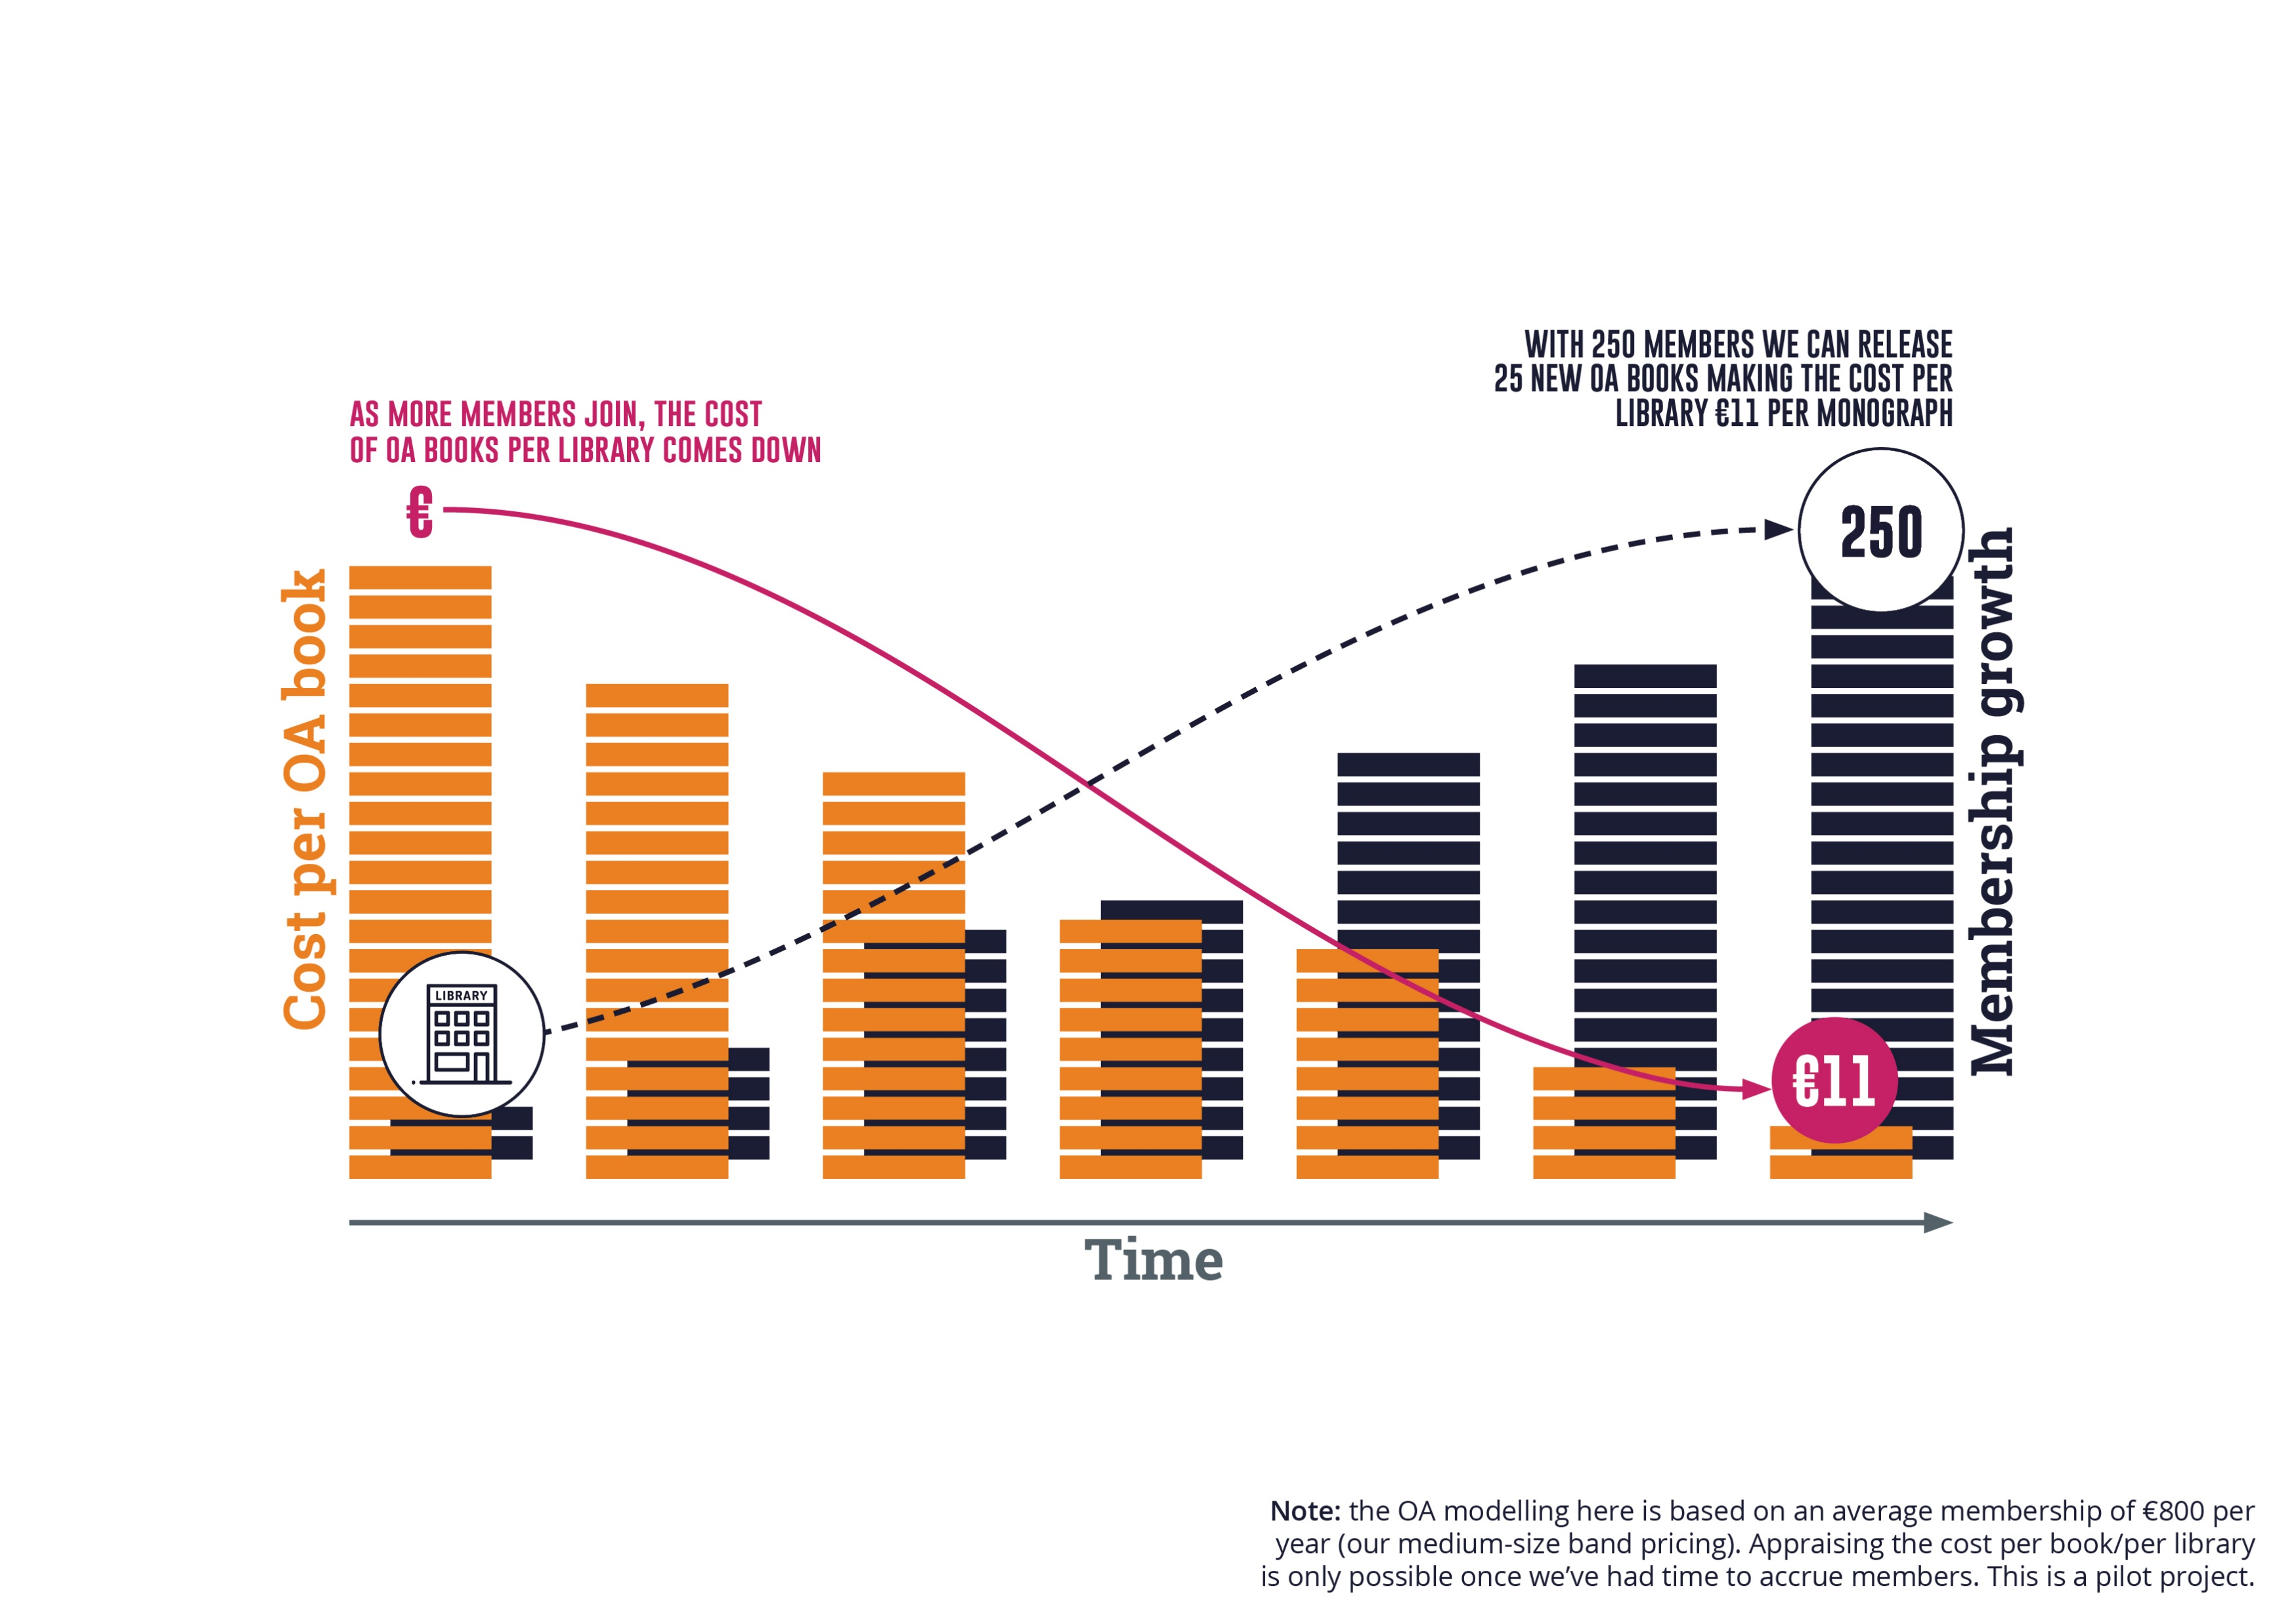 WITH 250 MEMBERS WE CAN RELEASE
25 NEW OA BOOKS MAKING THE COST PER
LIBRARY €11 PER MONOGRAPH
AS MORE MEMBERS JOIN, THE COST
OF OA BOOKS PER LIBRARY COMES DOWN
€
250
Cost per OA book
Membership growth
LIBRARY
€11
Time
Note: the OA modelling here is based on an average membership of €800 per
year (our medium-size band pricing). Appraising the cost per book/per library
is only possible once we’ve had time to accrue members. This is a pilot project.